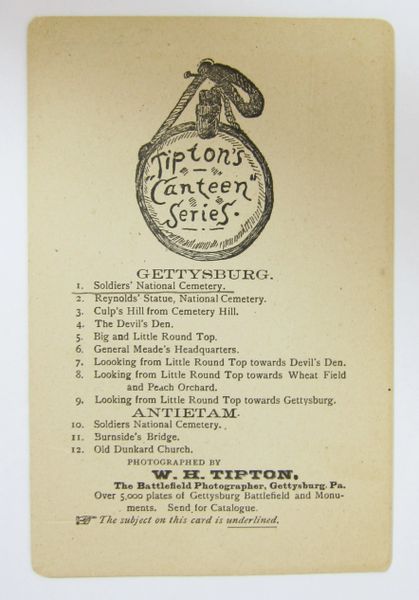 Tipton's
"Canteen"
Series.
GETTYSBURG.
1. Soldiers' National Cemetery.
2. Reynolds' Statue, National Cemetery.
3. Culp's Hill from Cemetery Hill.
4. The Devil's Den.
5. Big and Little Round Top.
6. General Meade's Headquarters.
7. Loooking from Little Round Top towards Devil's Den.
8. Looking from Little Round Top towards Wheat Field
and Peach Orchard.
9. Looking from Little Round Top towards Gettysburg.
ANTIETAM.
10. Soldiers National Cemetery.
11. Burnside's Bridge.
12. Old Dunkard Church.
PHOTOGRAPHED BY
W. H. TIPTON,
The Battlefield Photographer, Gettysburg, Pa.
Over 5,000 plates of Gettysburg Battlefield and Monu-
ments. Send for Catalogue.
☞ The subject on this card is underlined.